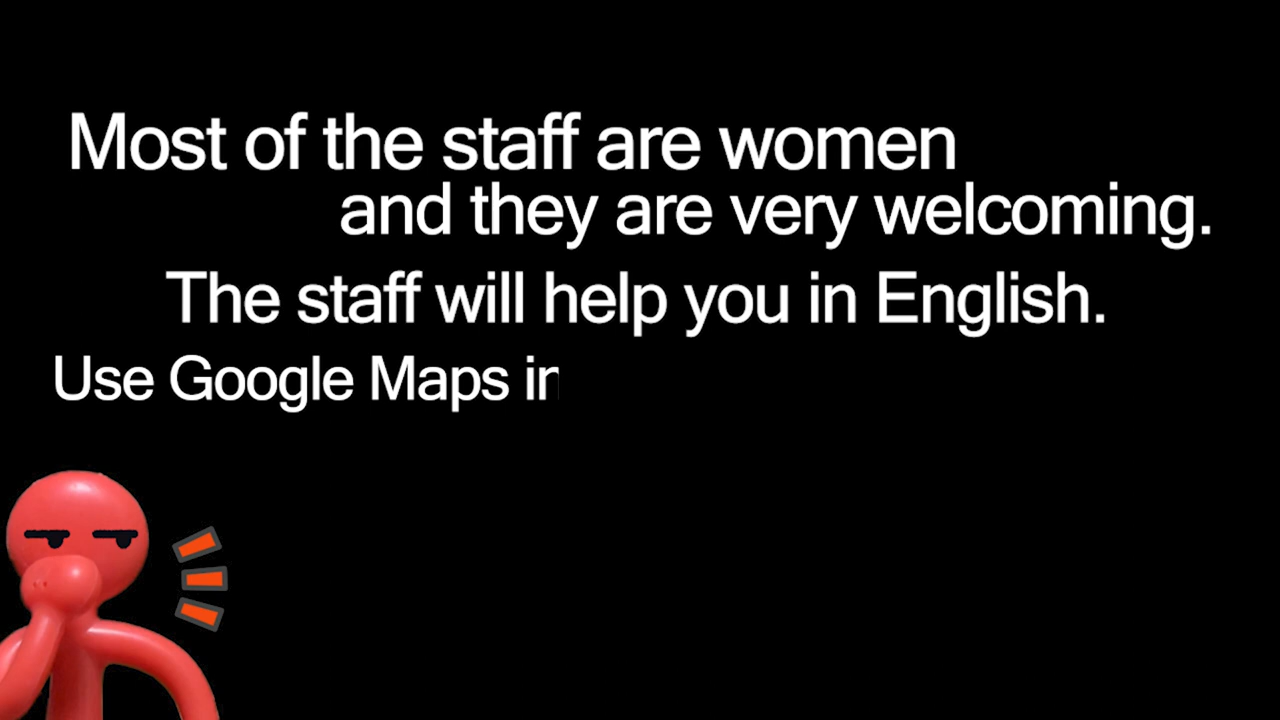 Most of the staff are women
and they are very welcoming.
The staff will help you in English.
Use Google Maps in